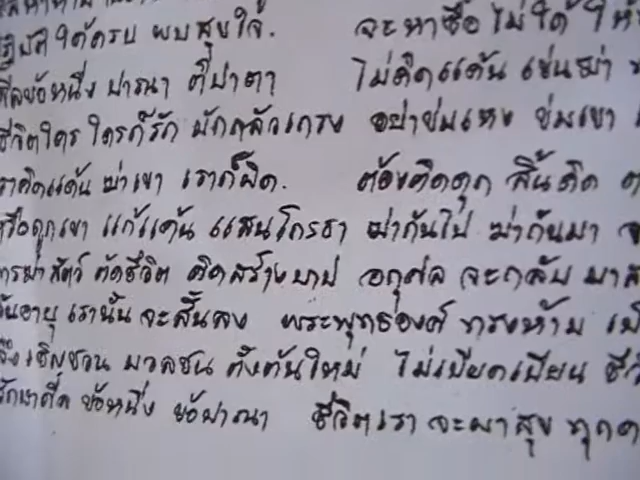 ปฏิบัติ ได้ครบ พบสุขใจ. จะหาซื้อ ไม่ได้ ให้
ศีลข้อหนึ่ง ปารณา ตีปาตา ไม่คิดแค้น เข่นฆ่า
ชีวิตใคร ใครก็รัก มักกลัวเกรง อย่าข่มเหง ข่มเขา
ราคิดแค้น ฆ่าเขา เราก็ผิด. ต้องติดคุก สิ้นคิด
หรือถูกเขา แก้แค้น แสนโกรธา ฆ่ากันไป ฆ่ากันมา
การฆ่า สัตว์ ตัดชีวิต คิดสร้างบาป อกุศล จะกลับ มาส
วันอายุ เรานั้น จะสั้นลง พระพุทธองค์ ทรงห้าม
จึงเชิญชวน มวลชน ตั้งต้นใหม่ ไม่เบียดเบียน ชีวิ
รักษาศีล ข้อหนึ่ง ข้อปาณา ชีวิตเรา จะผาสุข ทุกค